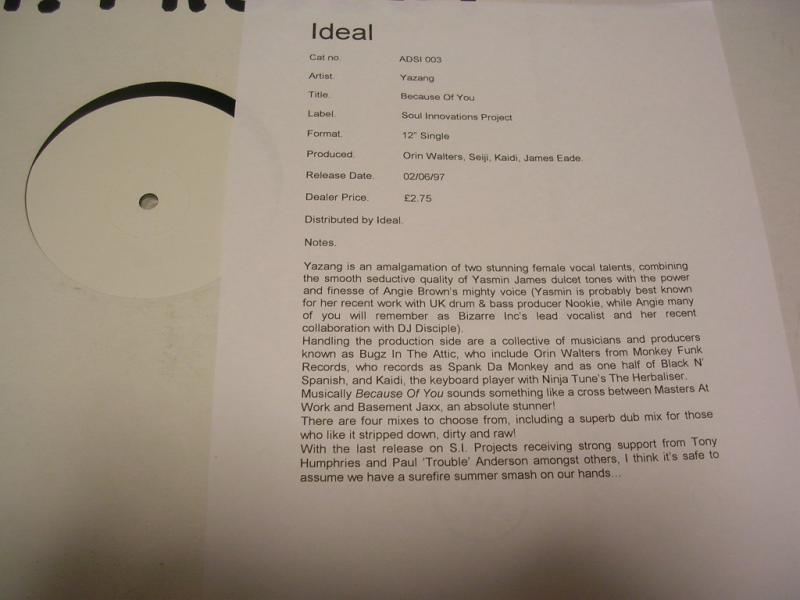 Ideal
Cat no. ADSI 003
Artist. Yazang
Title. Because Of You
Label. Soul Innovations Project
Format. 12" Single
Produced. Orin Walters, Seiji, Kaidi, James Eade.
Release Date. 02/06/97
Dealer Price. £2.75
Distributed by Ideal.
Notes.
Yazang is an amalgamation of two stunning female vocal talents, combining
the smooth seductive quality of Yasmin James dulcet tones with the power
and finesse of Angie Brown's mighty voice (Yasmin is probably best known
for her recent work with UK drum & bass producer Nookie, while Angie many
of you will remember as Bizarre Inc's lead vocalist and her recent
collaboration with DJ Disciple).
Handling the production side are a collective of musicians and producers
known as Bugz In The Attic, who include Orin Walters from Monkey Funk
Records, who records as Spank Da Monkey and as one half of Black N'
Spanish, and Kaidi, the keyboard player with Ninja Tune's The Herbaliser.
Musically Because Of You sounds something like a cross between Masters At
Work and Basement Jaxx, an absolute stunner!
There are four mixes to choose from, including a superb dub mix for those
who like it stripped down, dirty and raw!
With the last release on S.I. Projects receiving strong support from Tony
Humphries and Paul 'Trouble' Anderson amongst others, I think it's safe to
assume we have a surefire summer smash on our hands...